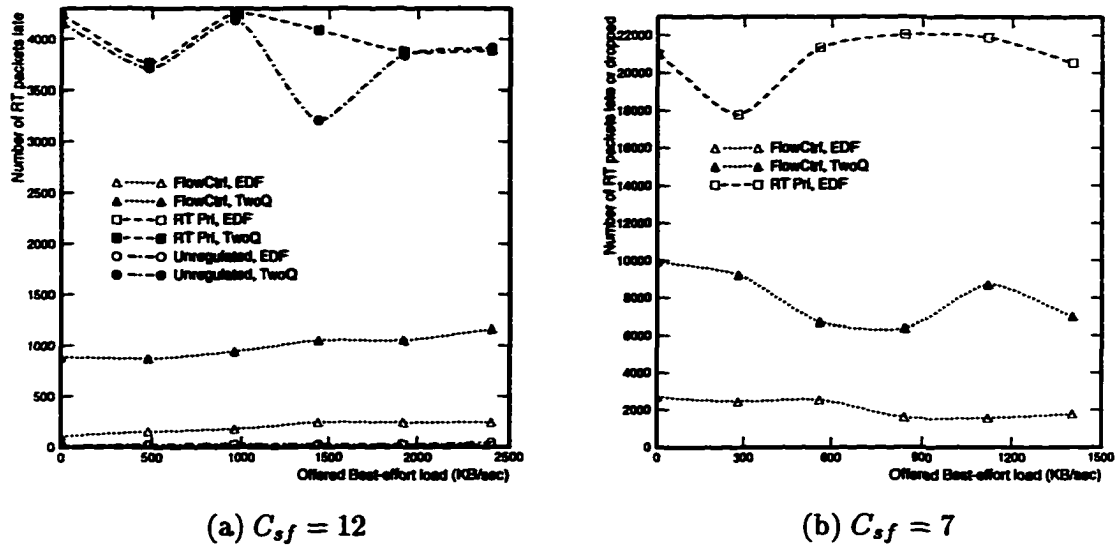 Number of RT packets late
4000
3500
3000
2500
2000
1500
1000
500
0
FlowCtrl, EDF
FlowCtrl, TwoQ
RT Pri, EDF
RT Pri, TwoQ
Unregulated, EDF
Unregulated, TwoQ
0 500 1000 1500 2000 2500
Offered Best-effort load (KB/sec)
(a) C_{sf} = 12
Number of RT packets late or dropped
22000
20000
18000
16000
14000
12000
10000
8000
6000
4000
2000
0
FlowCtrl, EDF
FlowCtrl, TwoQ
RT Pri, EDF
0 300 600 900 1200 1500
Offered Best-effort load (KB/sec)
(b) C_{sf} = 7